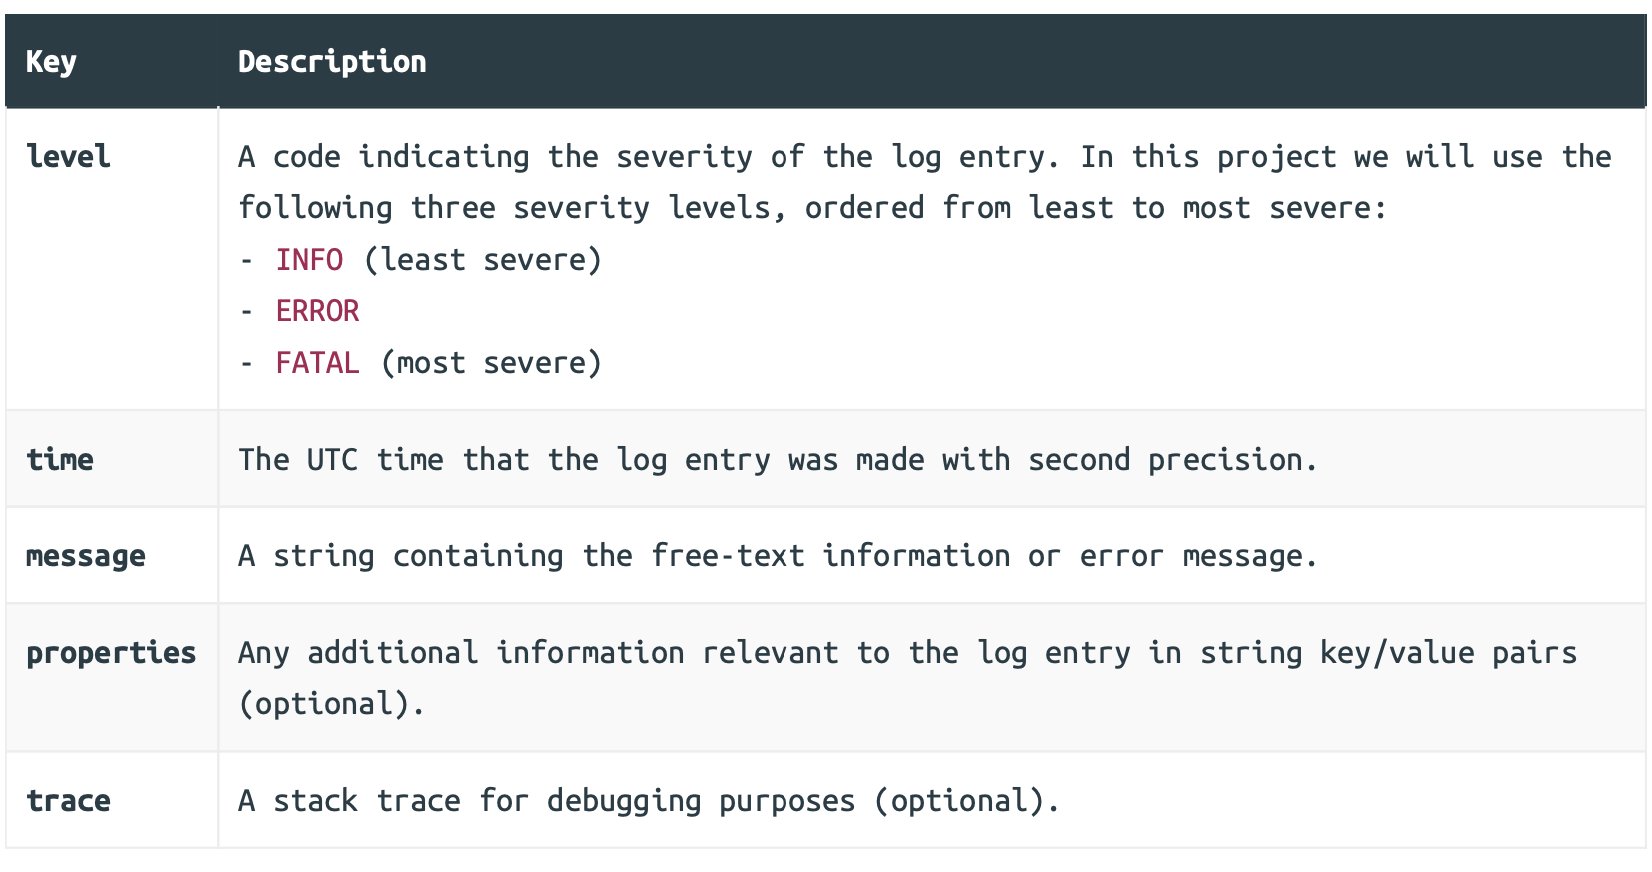 Key Description
level A code indicating the severity of the log entry. In this project we will use the
following three severity levels, ordered from least to most severe:
- INFO (least severe)
- ERROR
- FATAL (most severe)
time The UTC time that the log entry was made with second precision.
message A string containing the free-text information or error message.
properties Any additional information relevant to the log entry in string key/value pairs
(optional).
trace A stack trace for debugging purposes (optional).